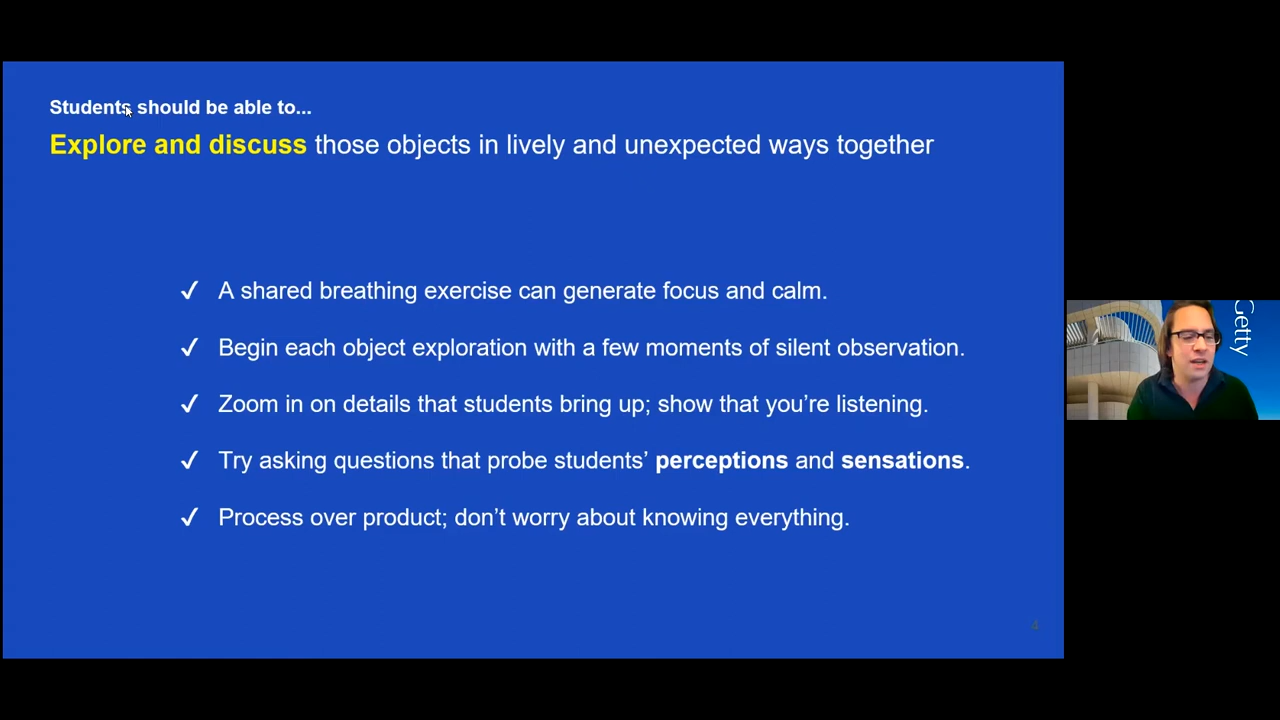 Students should be able to...
Explore and discuss those objects in lively and unexpected ways together
✓ A shared breathing exercise can generate focus and calm.
✓ Begin each object exploration with a few moments of silent observation.
✓ Zoom in on details that students bring up; show that you’re listening.
✓ Try asking questions that probe students’ perceptions and sensations.
✓ Process over product; don’t worry about knowing everything.
Getty